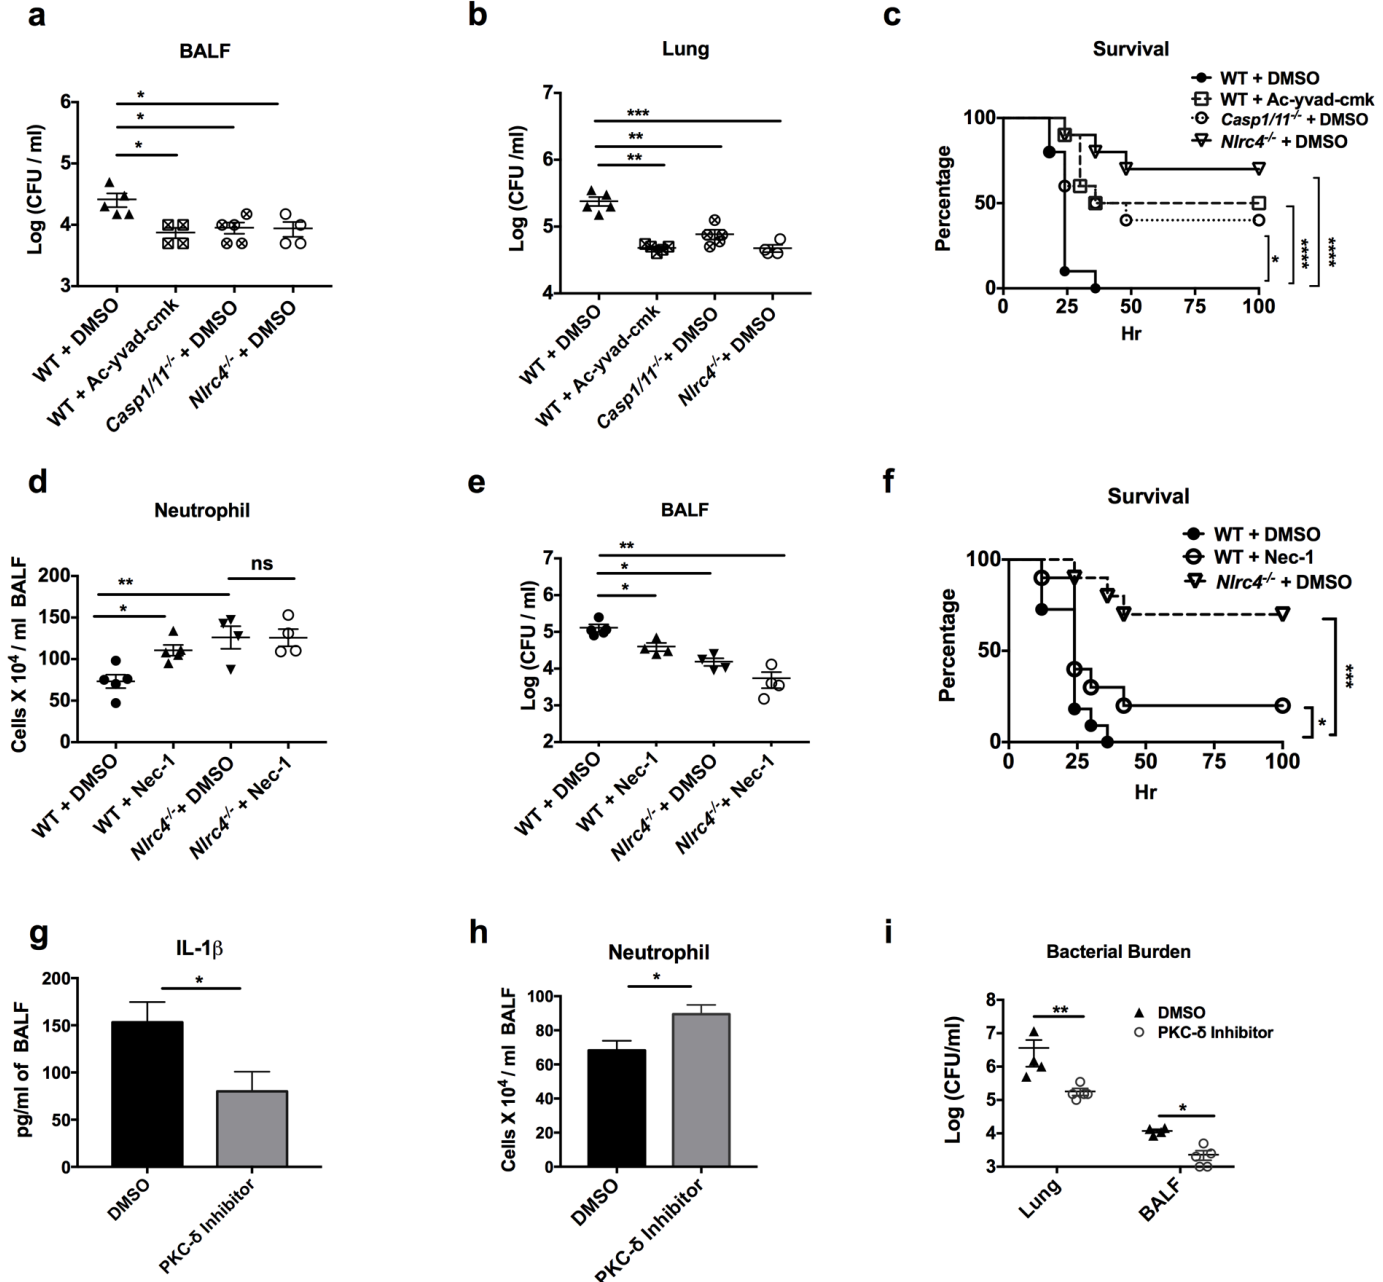 a
BALF
Log (CFU / ml)
6
5
4
3
*
*
*
WT + DMSO
WT + Ac-yvad-cmk
Casp1/11-/- + DMSO
Nlrc4-/- + DMSO
b
Lung
Log (CFU /ml)
7
6
5
4
***
**
**
WT + DMSO
WT + Ac-yvad-cmk
Casp1/11-/- + DMSO
Nlrc4-/- + DMSO
c
Survival
WT + DMSO
WT + Ac-yvad-cmk
Casp1/11-/- + DMSO
Nlrc4-/- + DMSO
Percentage
100
50
0
0 25 50 75 100
Hr
*
****
****
d
Neutrophil
Cells X 104 / ml BALF
200
150
100
50
0
ns
**
*
WT + DMSO
WT + Nec-1
Nlrc4-/- + DMSO
Nlrc4-/- + Nec-1
e
BALF
Log (CFU / ml)
7
6
5
4
3
2
**
*
*
WT + DMSO
WT + Nec-1
Nlrc4-/- + DMSO
Nlrc4-/- + Nec-1
f
Survival
WT + DMSO
WT + Nec-1
Nlrc4-/- + DMSO
Percentage
100
50
0
0 25 50 75 100
Hr
*
***
g
IL-1β
pg/ml of BALF
200
150
100
50
0
*
DMSO
PKC-δ Inhibitor
h
Neutrophil
Cells X 104 / ml BALF
100
80
60
40
20
0
*
DMSO
PKC-δ Inhibitor
i
Bacterial Burden
DMSO
PKC-δ Inhibitor
Log (CFU/ml)
8
7
6
5
4
3
**
*
Lung
BALF